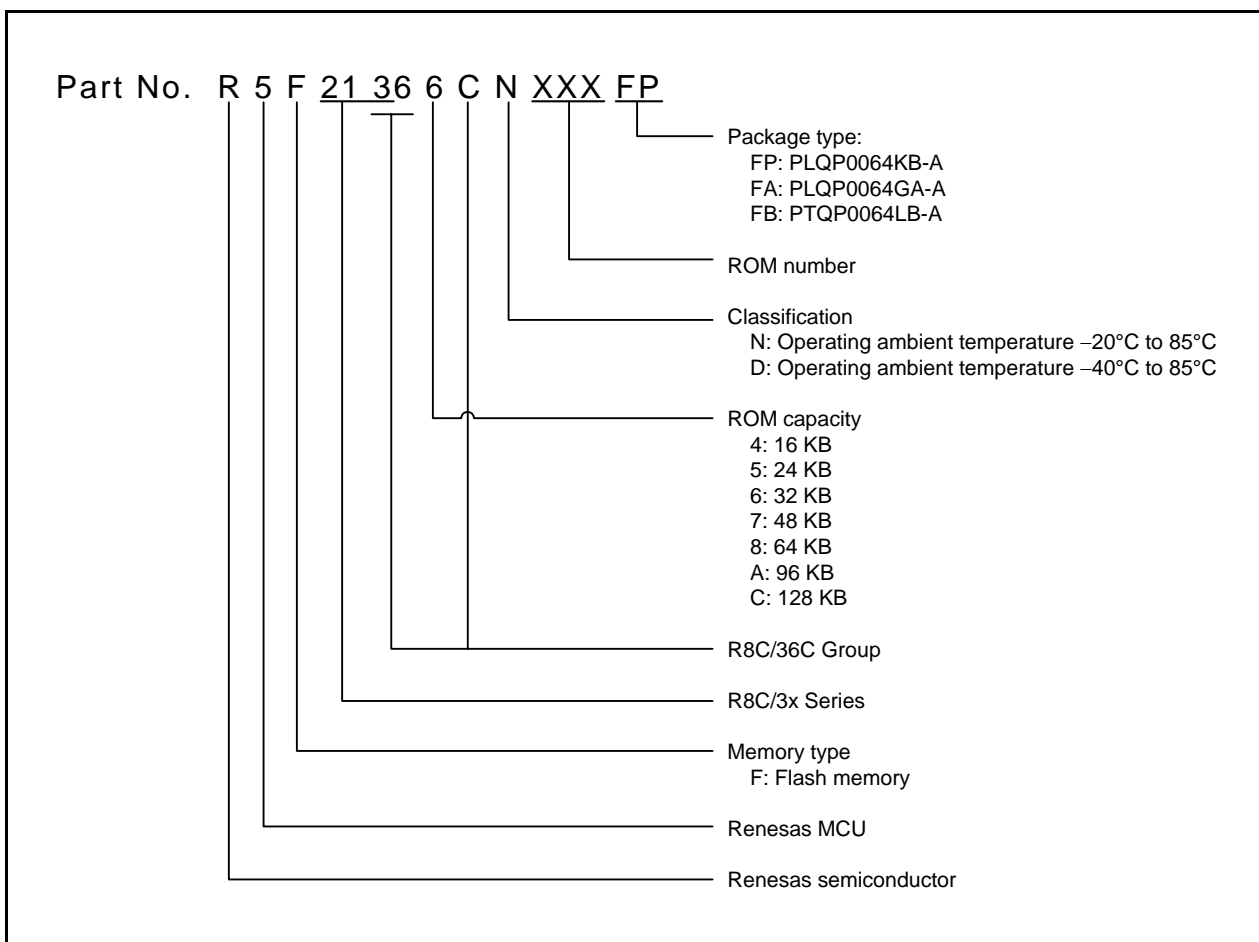 Part No. R 5 F 21 36 6 C N XXX FP
Package type:
FP: PLQP0064KB-A
FA: PLQP0064GA-A
FB: PTQP0064LB-A
ROM number
Classification
N: Operating ambient temperature −20°C to 85°C
D: Operating ambient temperature −40°C to 85°C
ROM capacity
4: 16 KB
5: 24 KB
6: 32 KB
7: 48 KB
8: 64 KB
A: 96 KB
C: 128 KB
R8C/36C Group
R8C/3x Series
Memory type
F: Flash memory
Renesas MCU
Renesas semiconductor